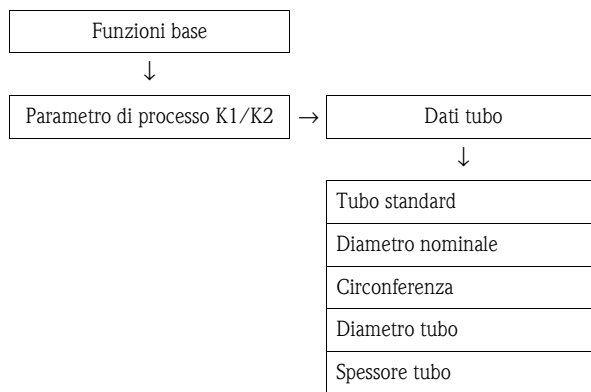 Funzioni base
↓
Parametro di processo K1/K2 → Dati tubo
↓
Tubo standard
Diametro nominale
Circonferenza
Diametro tubo
Spessore tubo